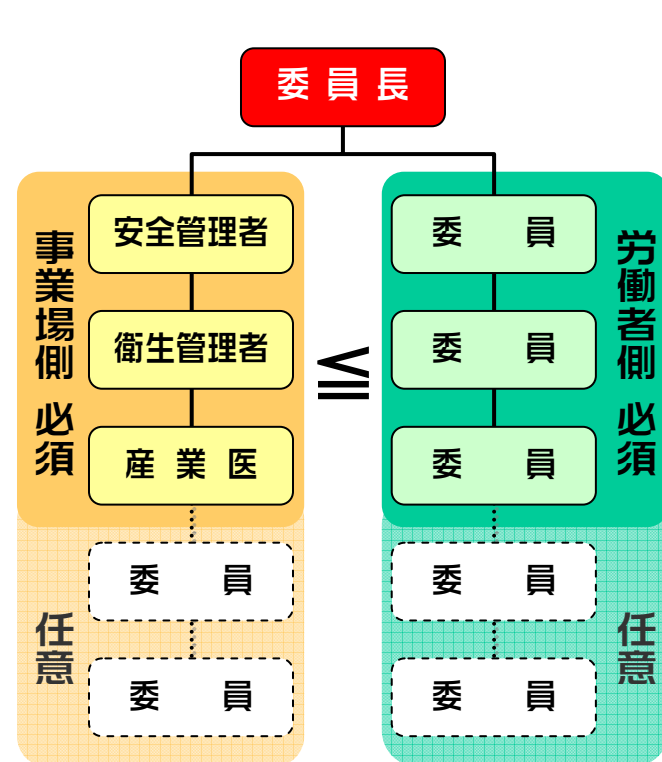 委員長
事業場側 必須
安全管理者
衛生管理者
産業医
任意
委 員
委 員
≦
委 員
委 員
委 員
労働者側 必須
委 員
委 員
任意